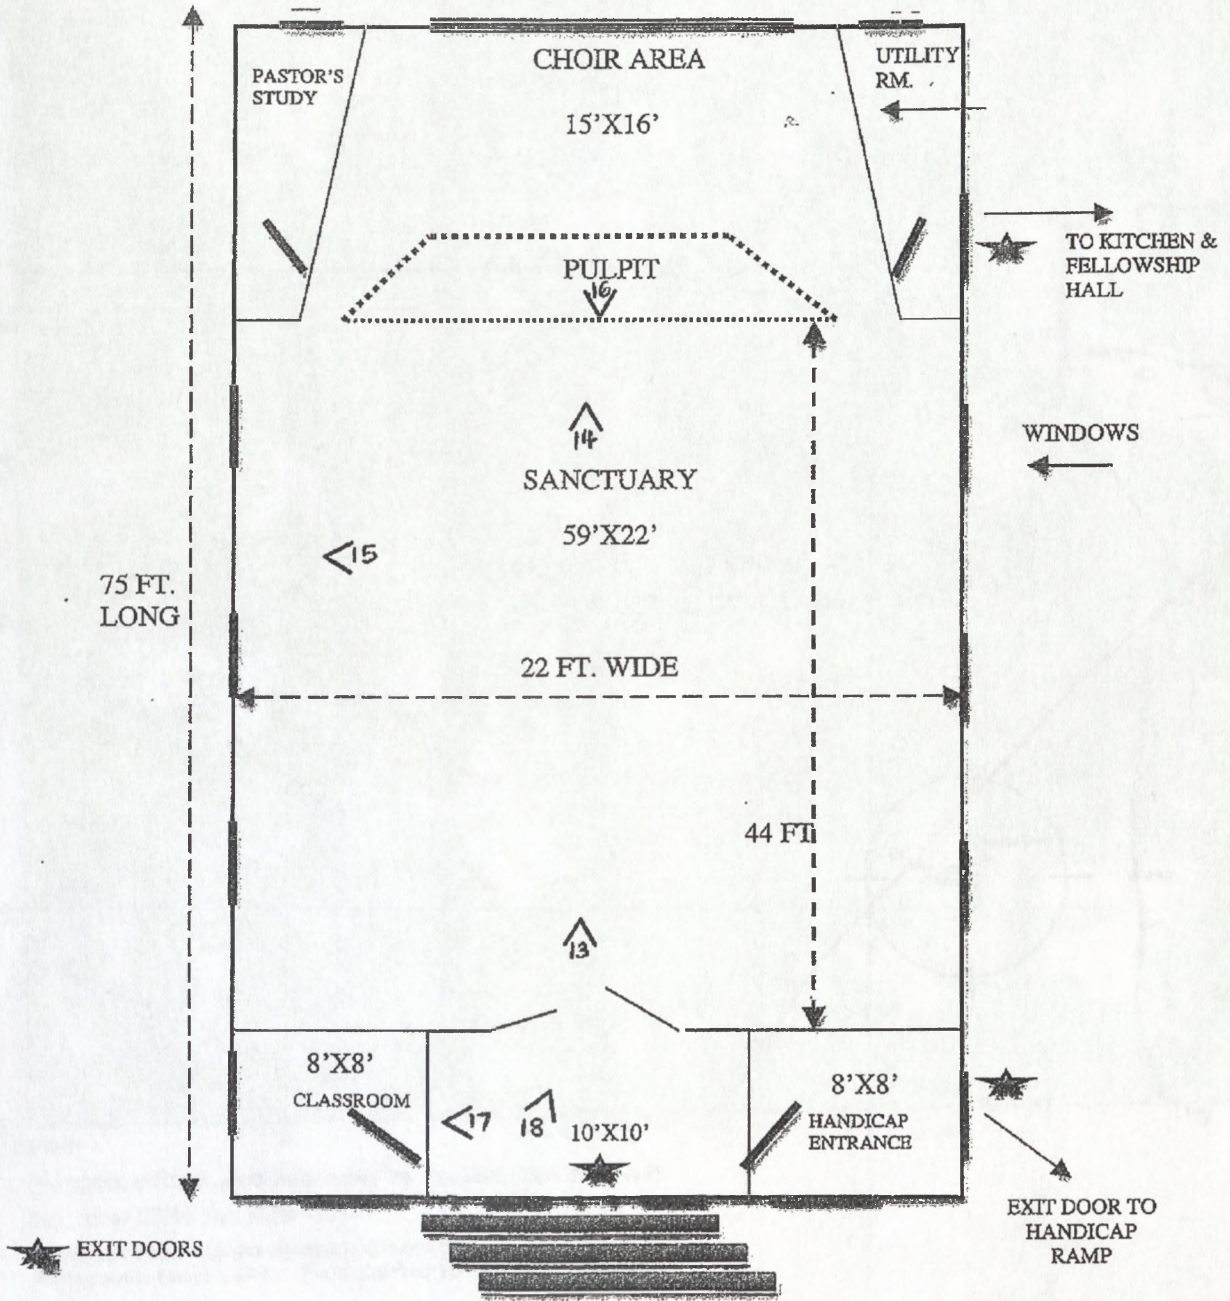 PASTOR'S
STUDY
CHOIR AREA
15'X16'
UTILITY
RM.
PULPIT
16
TO KITCHEN &
FELLOWSHIP
HALL
14
SANCTUARY
59'X22'
WINDOWS
15
75 FT.
LONG
22 FT. WIDE
44 FT
13
8'X8'
CLASSROOM
17
18
10'X10'
8'X8'
HANDICAP
ENTRANCE
EXIT DOORS
EXIT DOOR TO
HANDICAP
RAMP